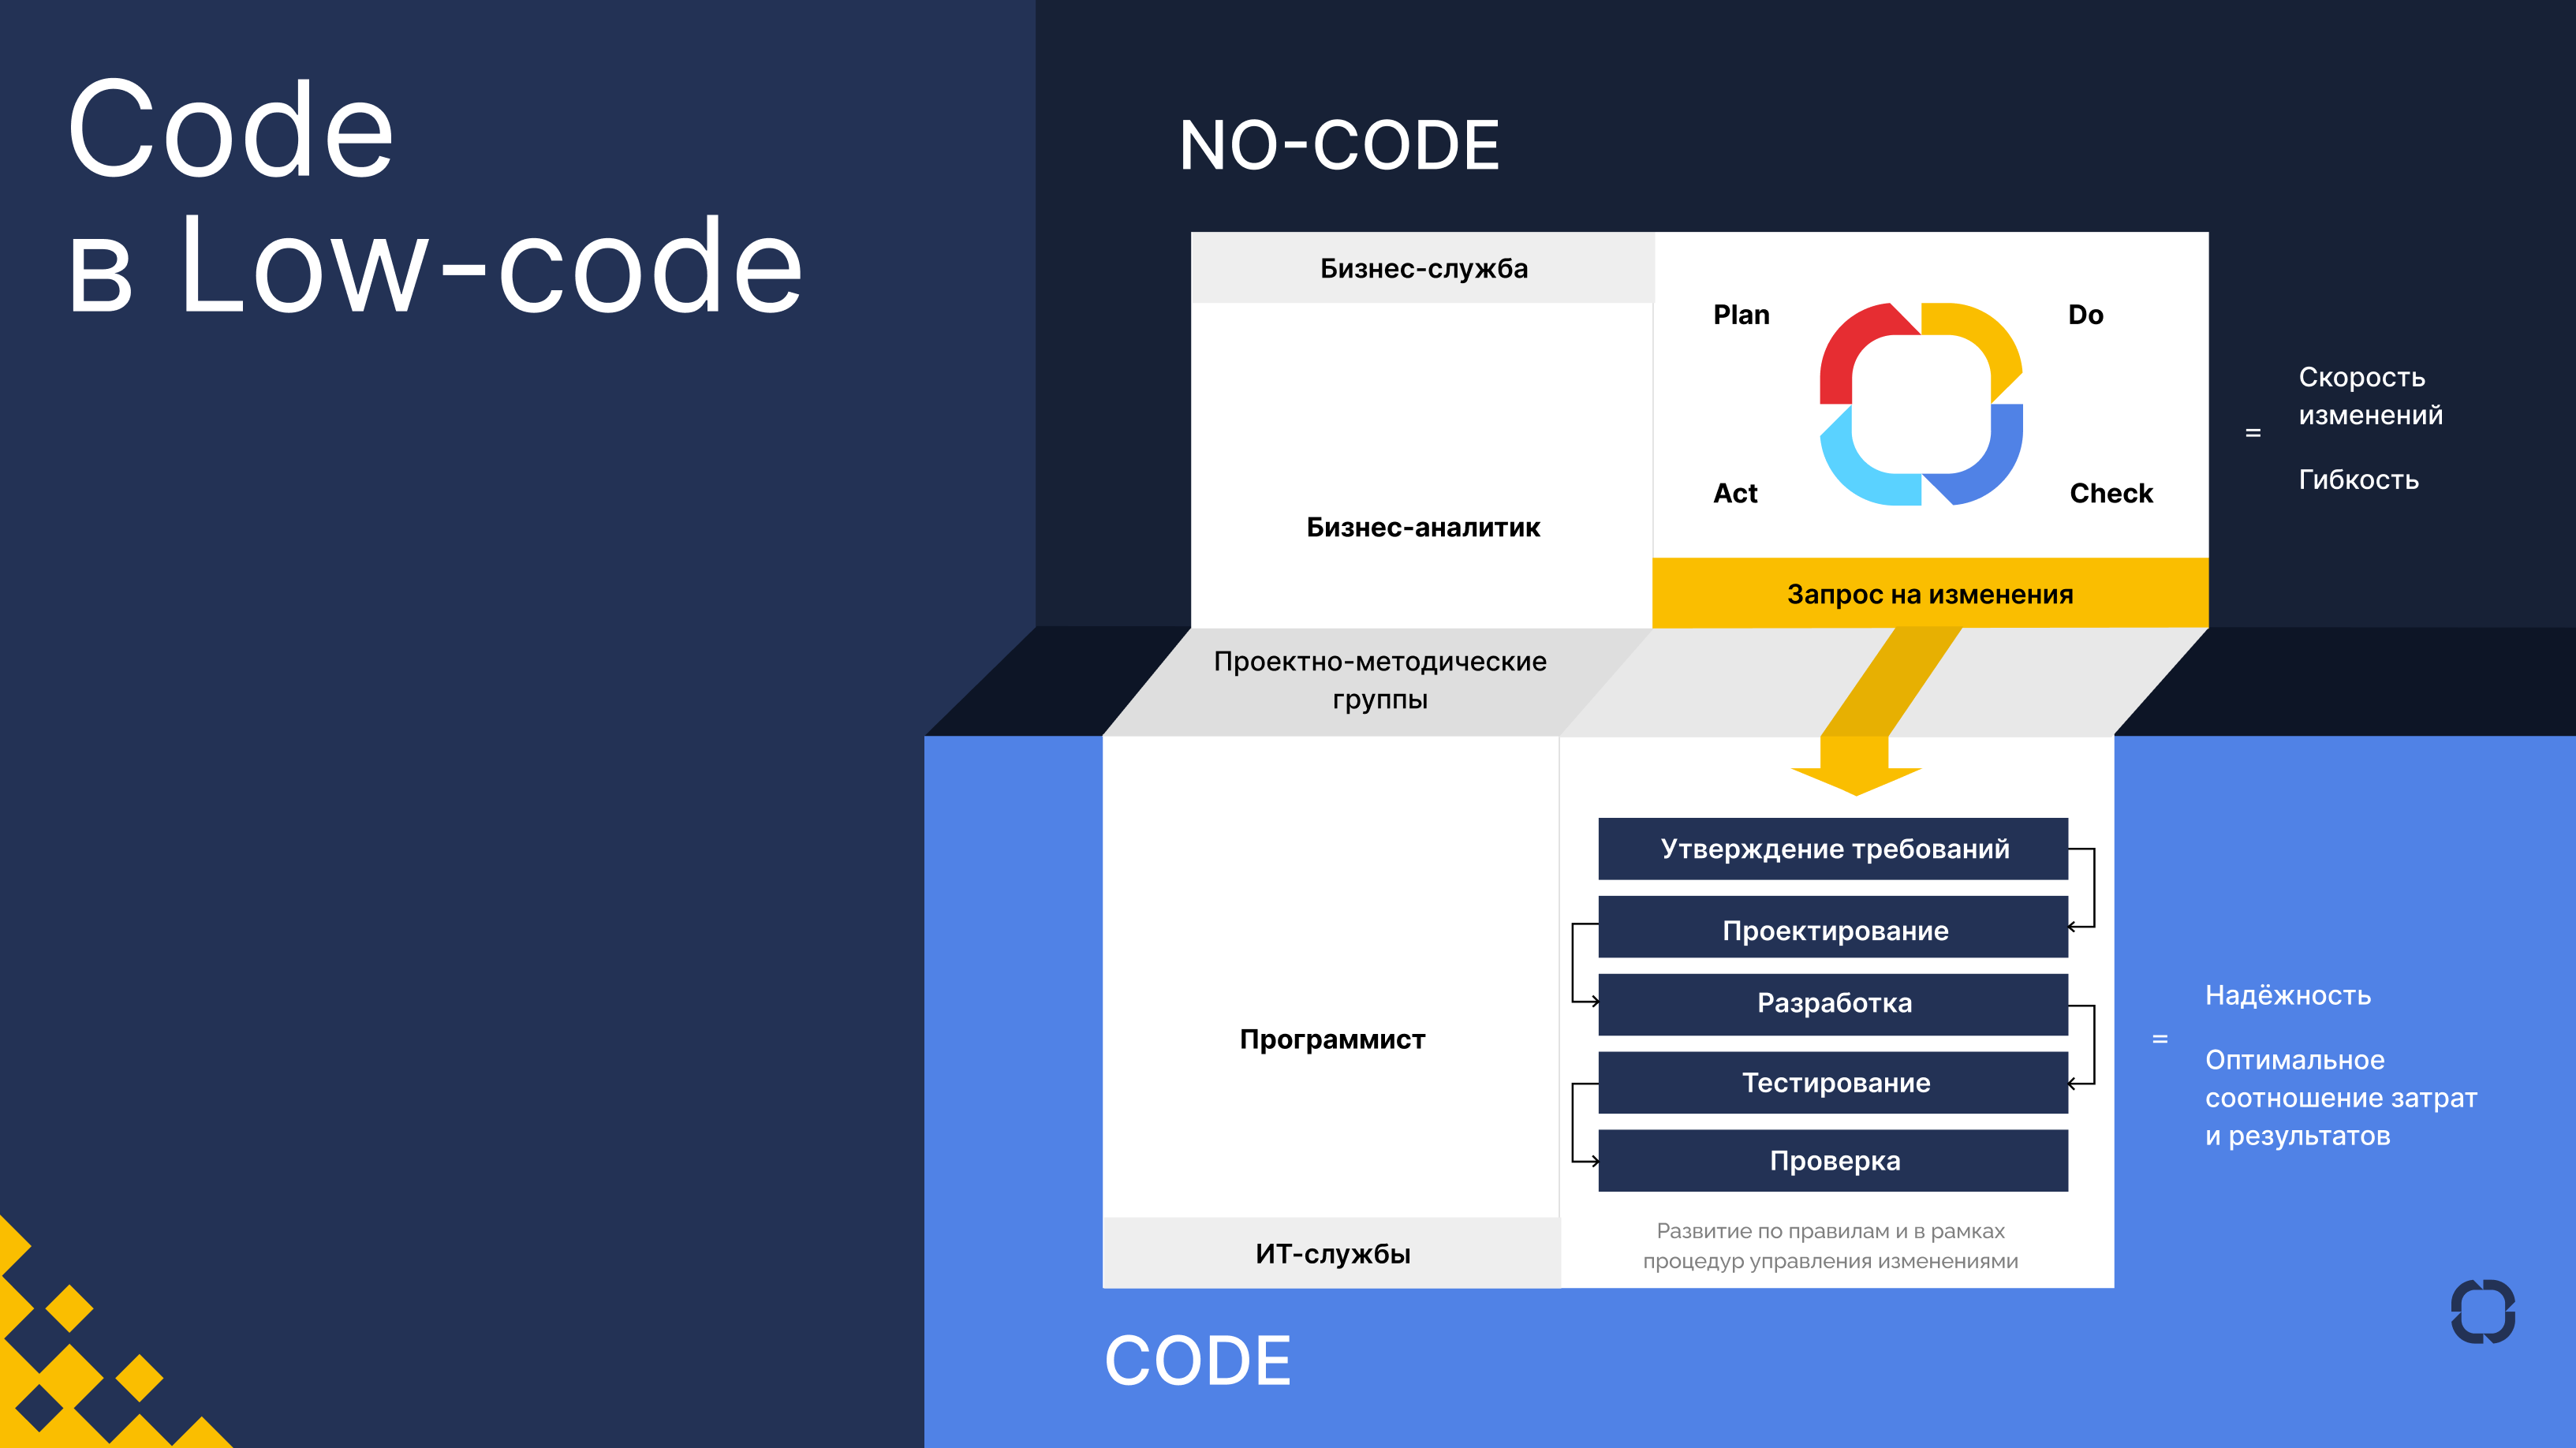 Code
в Low-code
NO-CODE
Бизнес-служба
Бизнес-аналитик
Plan
Do
Act
Check
Запрос на изменения
=
Скорость
изменений
Гибкость
Проектно-методические
группы
Программист
ИТ-службы
Утверждение требований
Проектирование
Разработка
Тестирование
Проверка
Развитие по правилам и в рамках
процедур управления изменениями
=
Надёжность
Оптимальное
соотношение затрат
и результатов
CODE